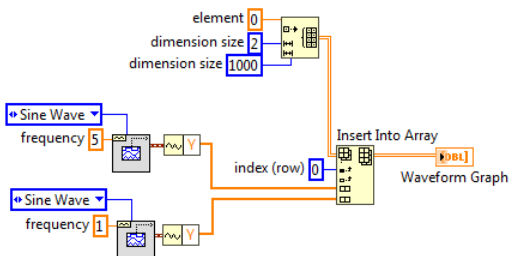 element 0
dimension size 2
dimension size 1000
Sine Wave
frequency 5
Y
Insert Into Array
index (row) 0
DBL]
Waveform Graph
Sine Wave
frequency 1
Y